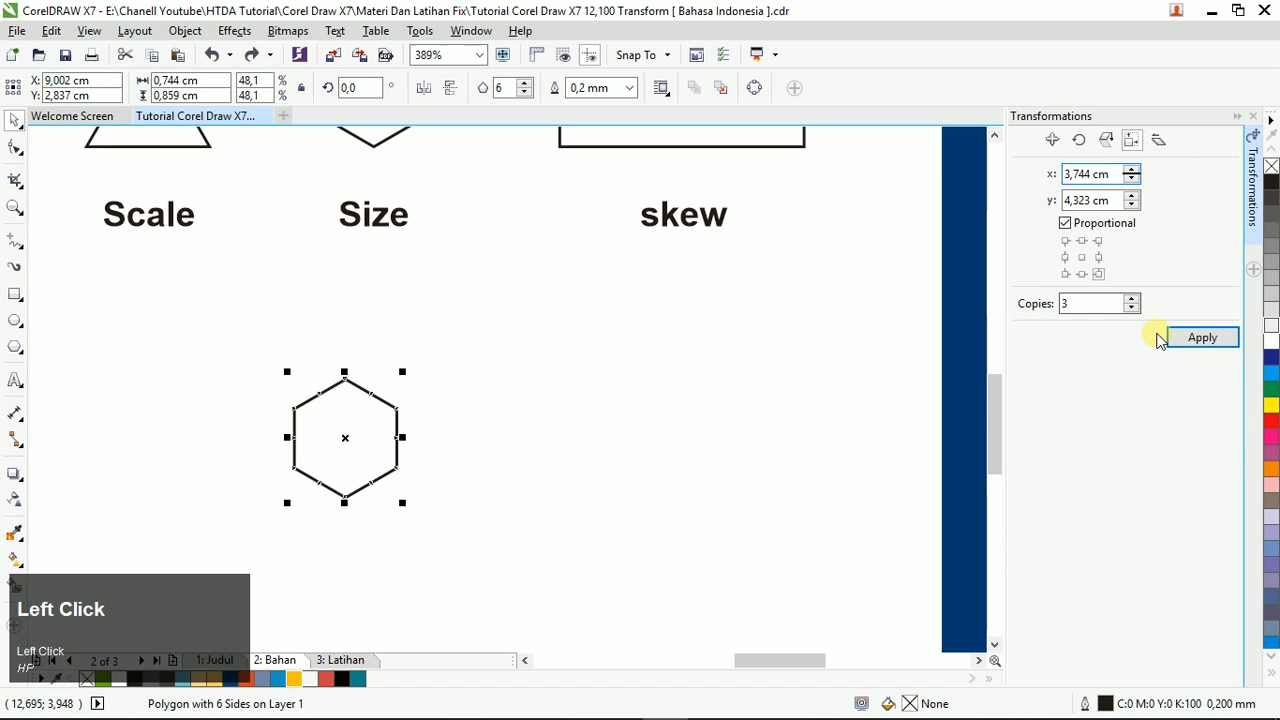 CorelDRAW X7 - E:\Chanell Youtube\HTDA Tutorial\Corel Draw X7\Materi Dan Latihan Fix\Tutorial Corel Draw X7 12,100 Transform [ Bahasa Indonesia ].cdr
File Edit View Layout Object Effects Bitmaps Text Table Tools Window Help
389% Snap To
X: 9,002 cm 0,744 cm 48,1 % 0,0 ° 6 0,2 mm
Y: 2,837 cm 0,859 cm 48,1 %
Welcome Screen Tutorial Corel Draw X7... Transformations
x: 3,744 cm
y: 4,323 cm
Proportional
Copies: 3
Apply
Transformations
Scale Size skew
Left Click
Left Click
HP
2 of 3 1: Judul 2: Bahan 3: Latihan
( 12,695; 3,948 ) Polygon with 6 Sides on Layer 1 None C:0 M:0 Y:0 K:100 0,200 mm